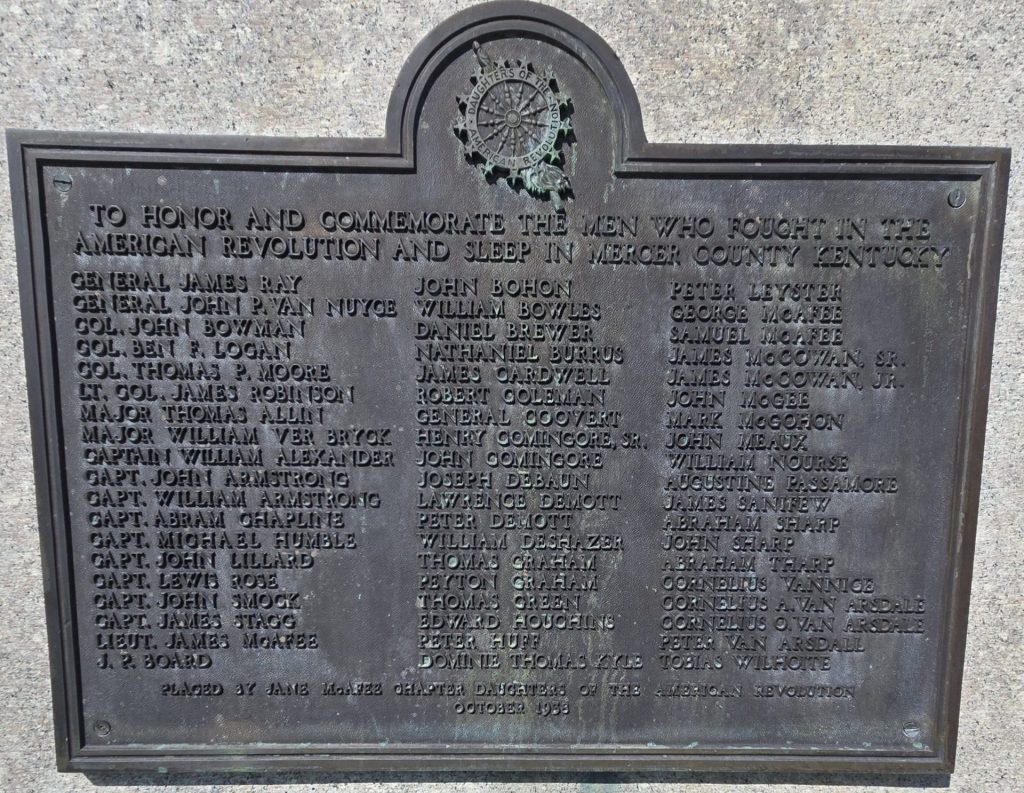 DAUGHTERS OF THE AMERICAN REVOLUTION
TO HONOR AND COMMEMORATE THE MEN WHO FOUGHT IN THE
AMERICAN REVOLUTION AND SLEEP IN MERCER COUNTY KENTUCKY
GENERAL JAMES RAY
GENERAL JOHN P. VAN NUYCE
COL. JOHN BOWMAN
COL. BEN F. LOGAN
COL. THOMAS P. MOORE
LT. COL. JAMES ROBINSON
MAJOR THOMAS ALLIN
MAJOR WILLIAM VER BRYCK
CAPTAIN WILLIAM ALEXANDER
CAPT. JOHN ARMSTRONG
CAPT. WILLIAM ARMSTRONG
CAPT. ABRAM CHAPLINE
CAPT. MICHAEL HUMBLE
CAPT. JOHN LILLARD
CAPT. LEWIS ROSE
CAPT. JOHN SMOCK
CAPT. JAMES STAGG
LIEUT. JAMES McAFEE
J. P. BOARD
JOHN BOHON
WILLIAM BOWLES
DANIEL BREWER
NATHANIEL BURRUS
JAMES CARDWELL
ROBERT COLEMAN
GENERAL COOVERT
HENRY COMINGORE, SR.
JOHN COMINGORE
JOSEPH DEBAUN
LAWRENCE DEMOTT
PETER DEMOTT
WILLIAM DESHAZER
THOMAS GRAHAM
PEYTON GRAHAM
THOMAS GREEN
EDWARD HOUCHINS
PETER HUFF
DOMINIE THOMAS KYLE
PETER LEYSTER
GEORGE McAFEE
SAMUEL McAFEE
JAMES McCOWAN, SR.
JAMES McCOWAN, JR.
JOHN McGEE
MARK McGOHON
JOHN MEAUX
WILLIAM NOURSE
AUGUSTINE PASSAMORE
JAMES SANIFEW
ABRAHAM SHARP
JOHN SHARP
ABRAHAM THARP
CORNELIUS VANNICE
CORNELIUS A. VAN ARSDALE
CORNELIUS O. VAN ARSDALE
PETER VAN ARSDALL
TOBIAS WILHOITE
PLACED BY JANE McAFEE CHAPTER DAUGHTERS OF THE AMERICAN REVOLUTION
OCTOBER